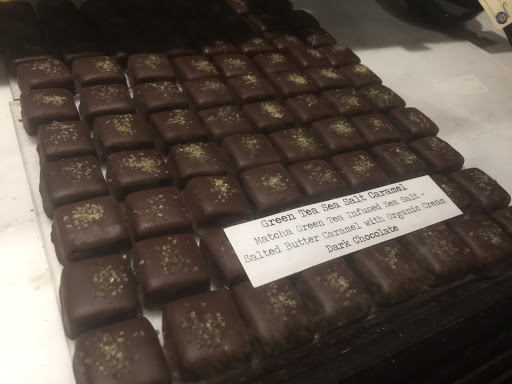 Green Tea Sea Salt Caramel
Matcha Green Tea Infused Sea Salt -
Salted Butter Caramel with Organic Cream
Dark Chocolate